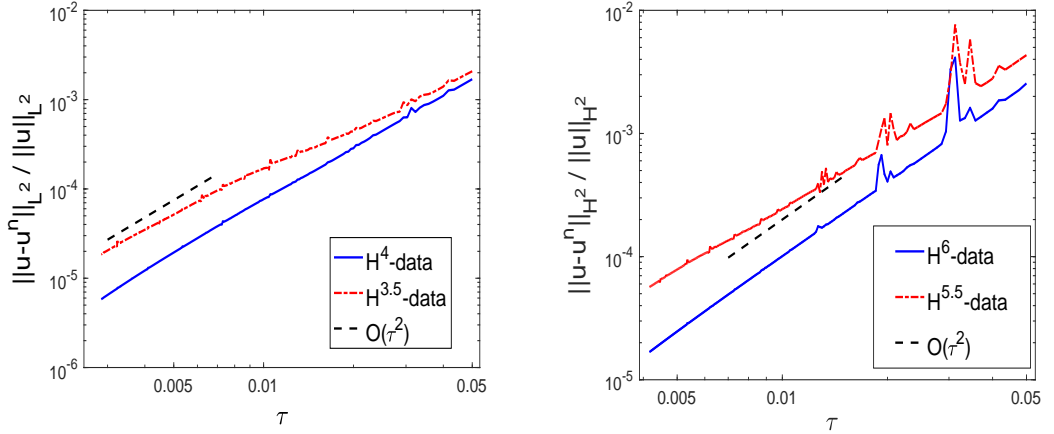 10^-2
10^-3
10^-4
10^-5
10^-6
||u-u^n||_L^2 / ||u||_L^2
H^4-data
H^3.5-data
O(τ^2)
0.005
0.01
0.05
τ
10^-2
10^-3
10^-4
10^-5
||u-u^n||_H^2 / ||u||_H^2
H^6-data
H^5.5-data
O(τ^2)
0.005
0.01
0.05
τ